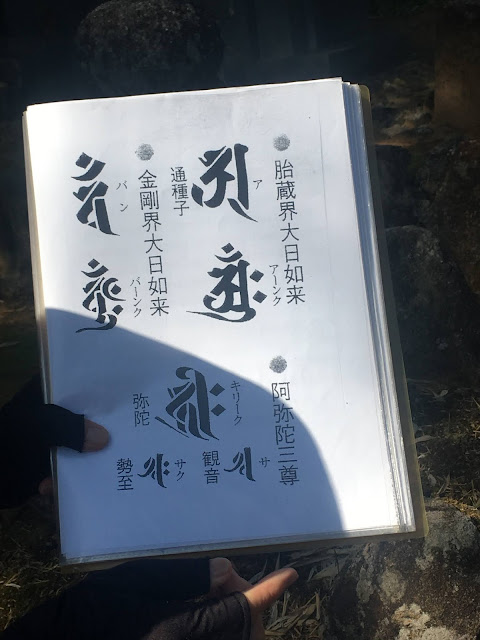 胎蔵界大日如来
ア
アーンク
通種子
金剛界大日如来
バン
バーンク
阿弥陀三尊
キリーク
弥陀
サ
観音
サク
勢至